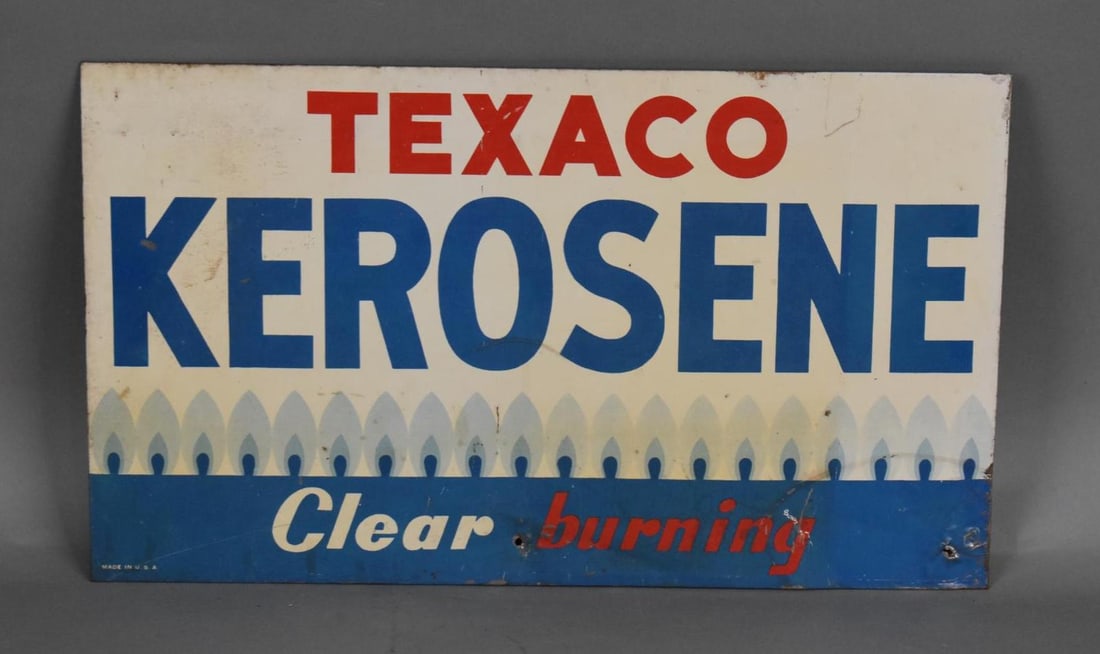 TEXACO
KEROSENE
Clear burning
MADE IN U.S.A.